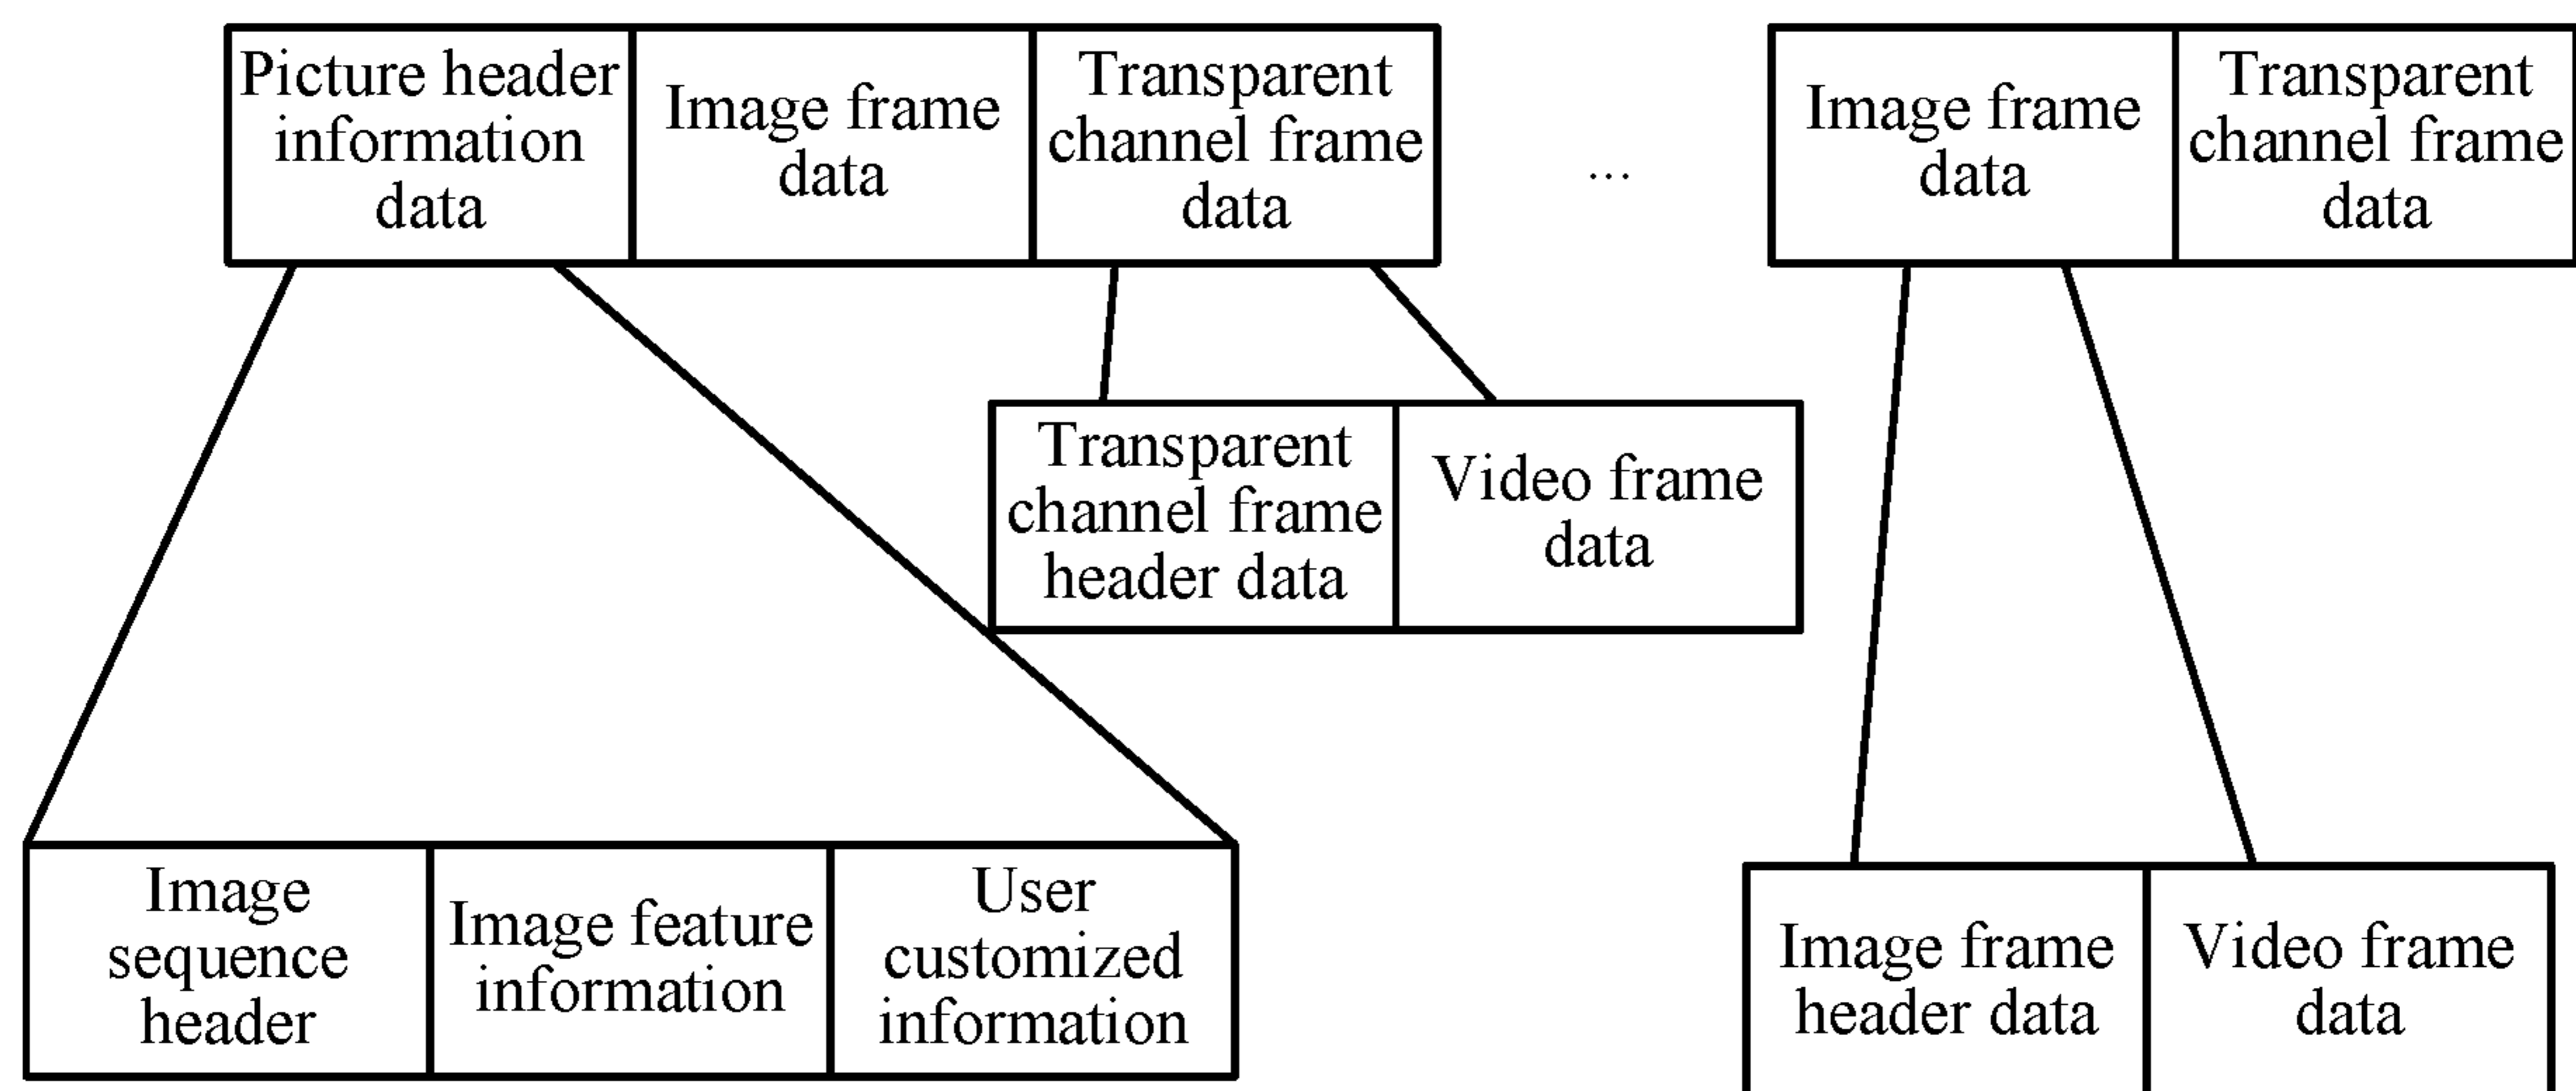 Picture header
information
data
Image frame
data
Transparent
channel frame
data
...
Image frame
data
Transparent
channel frame
data
Transparent
channel frame
header data
Video frame
data
Image
sequence
header
Image feature
information
User
customized
information
Image frame
header data
Video frame
data